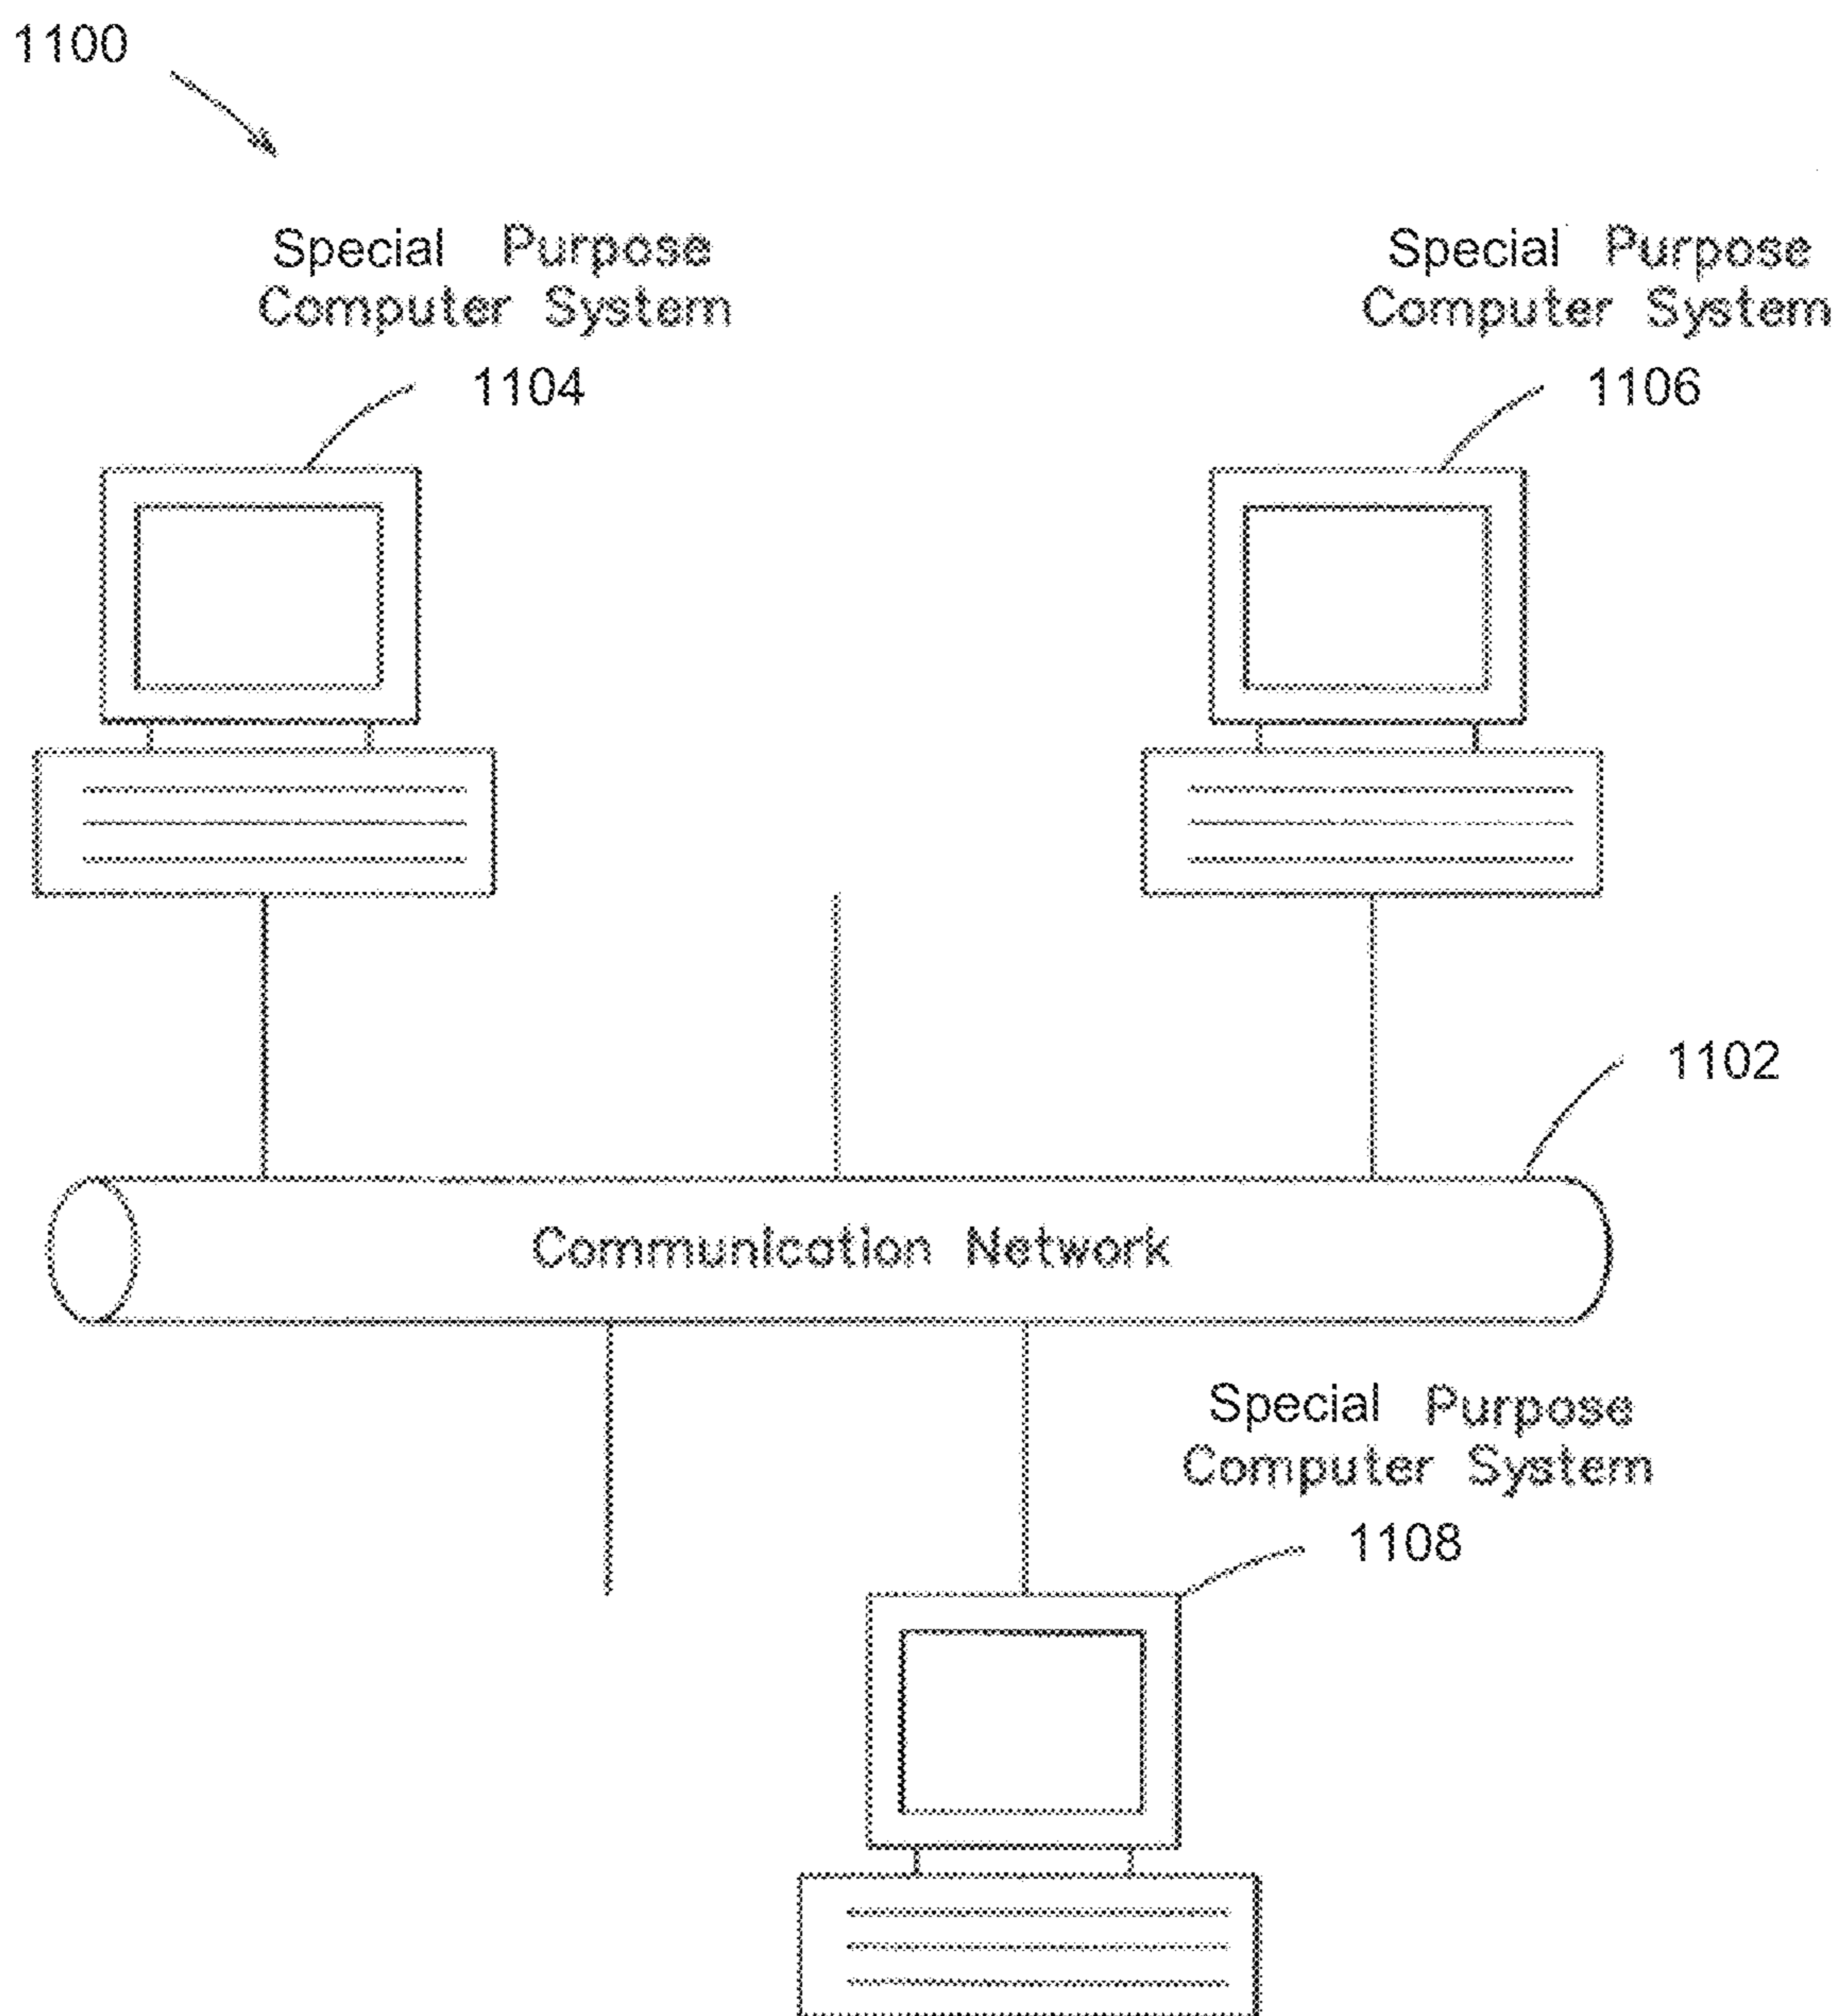 1100
Special Purpose
Computer System
1104
Special Purpose
Computer System
1106
1102
Communication Network
Special Purpose
Computer System
1108